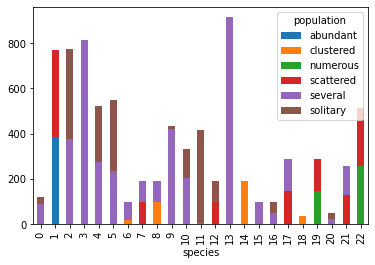 population
abundant
clustered
numerous
scattered
several
solitary
800
600
400
200
0
0 1 2 3 4 5 6 7 8 9 10 11 12 13 14 15 16 17 18 19 20 21 22
species